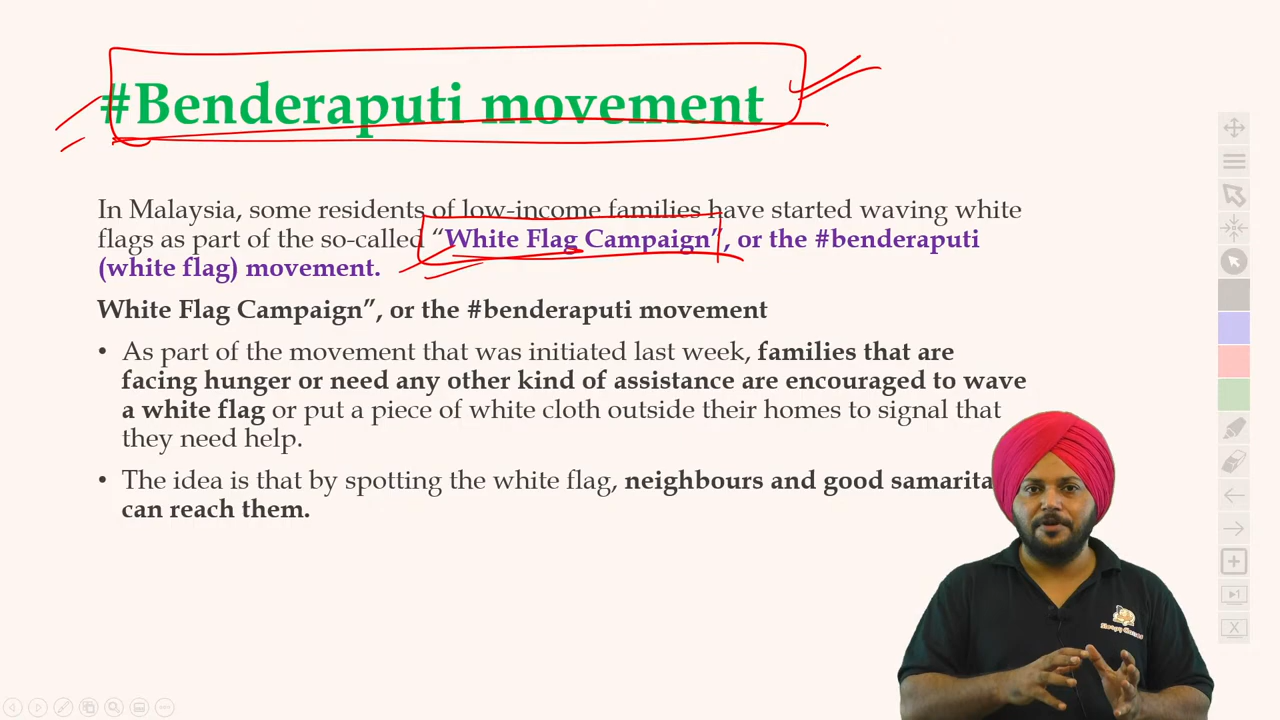 #Benderaputi movement
In Malaysia, some residents of low-income families have started waving white
flags as part of the so-called “White Flag Campaign”, or the #benderaputi
(white flag) movement.
White Flag Campaign”, or the #benderaputi movement
• As part of the movement that was initiated last week, families that are
facing hunger or need any other kind of assistance are encouraged to wave
a white flag or put a piece of white cloth outside their homes to signal that
they need help.
• The idea is that by spotting the white flag, neighbours and good samarita
can reach them.